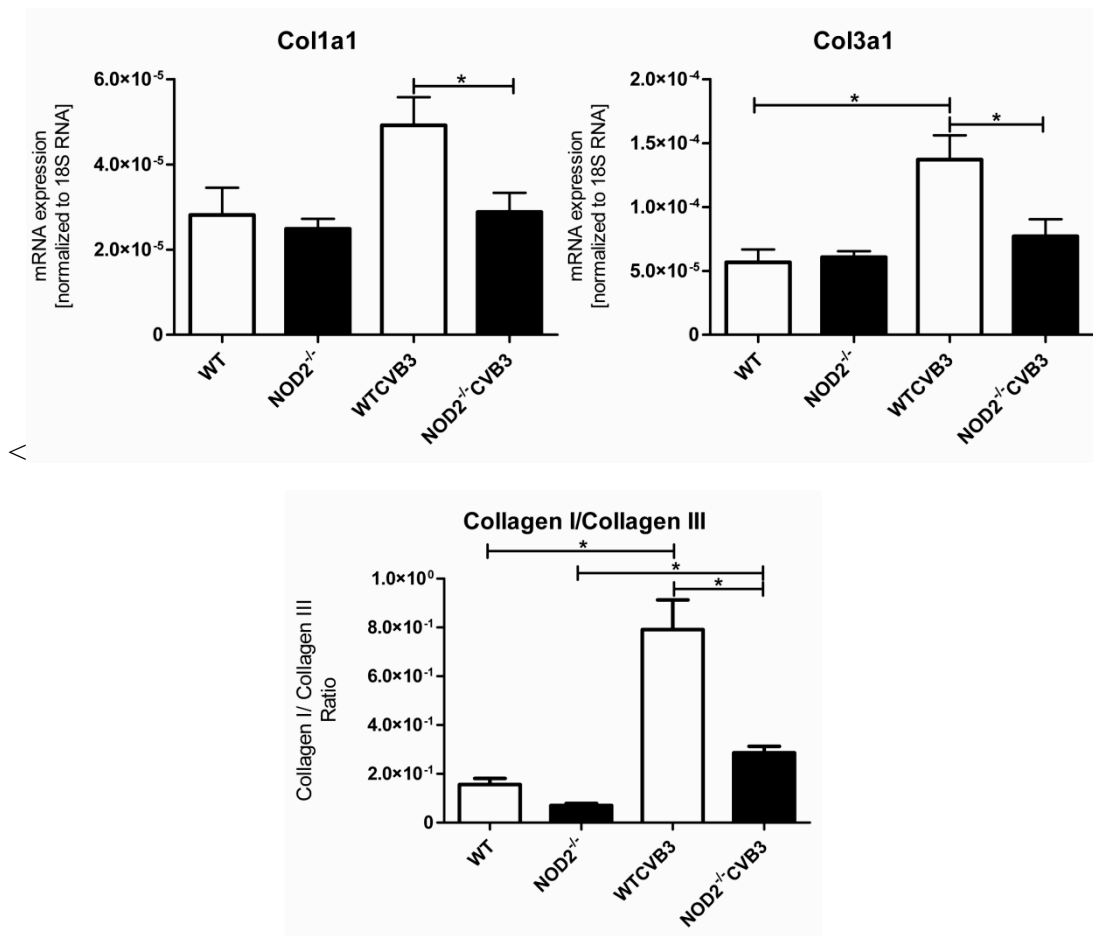 Col1a1
6.0×10⁻⁵
4.0×10⁻⁵
2.0×10⁻⁵
0
mRNA expression
[normalized to 18S RNA]
*
WT
NOD2⁻/⁻
WTCVB3
NOD2⁻/⁻CVB3
Col3a1
2.0×10⁻⁴
1.5×10⁻⁴
1.0×10⁻⁴
5.0×10⁻⁵
0
mRNA expression
[normalized to 18S RNA]
*
*
WT
NOD2⁻/⁻
WTCVB3
NOD2⁻/⁻CVB3
<
Collagen I/Collagen III
*
*
*
1.0×10⁰
8.0×10⁻¹
6.0×10⁻¹
4.0×10⁻¹
2.0×10⁻¹
0
Collagen I/ Collagen III
Ratio
WT
NOD2⁻/⁻
WTCVB3
NOD2⁻/⁻CVB3